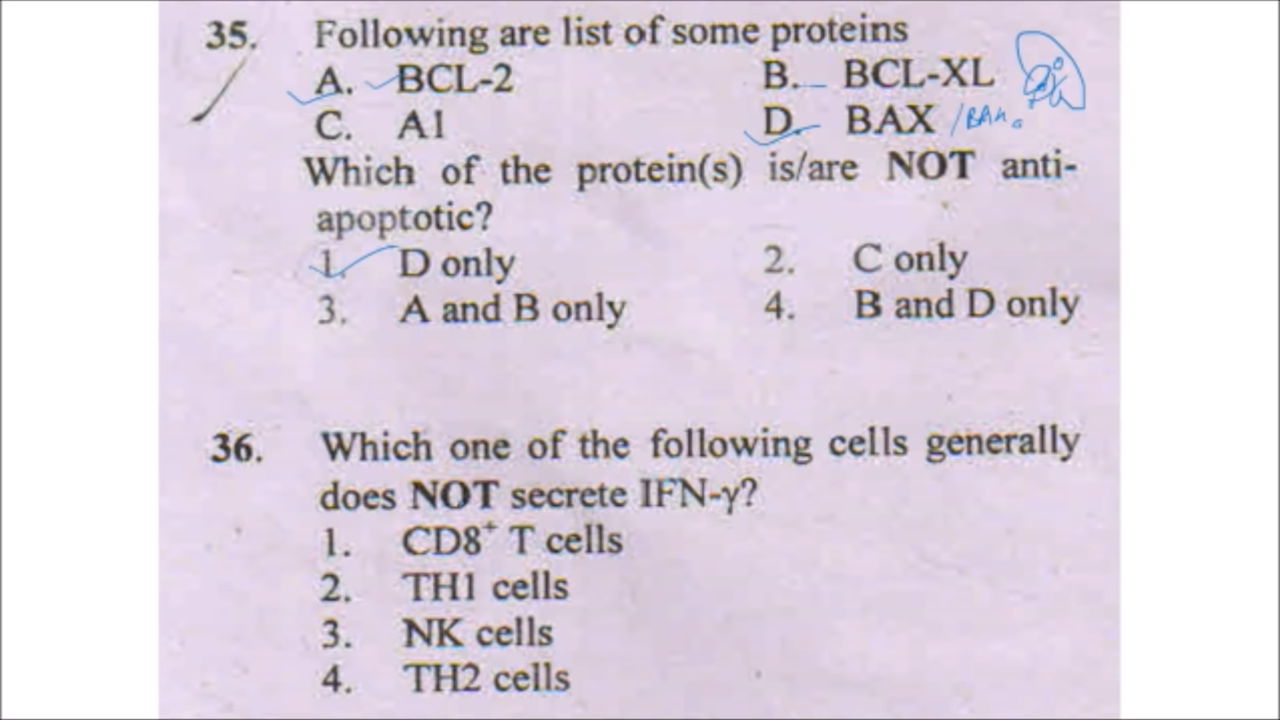 35. Following are list of some proteins
A. BCL-2 B. BCL-XL
C. A1 D. BAX /BAK
Which of the protein(s) is/are NOT anti-
apoptotic?
1. D only 2. C only
3. A and B only 4. B and D only
36. Which one of the following cells generally
does NOT secrete IFN-γ?
1. CD8⁺ T cells
2. TH1 cells
3. NK cells
4. TH2 cells